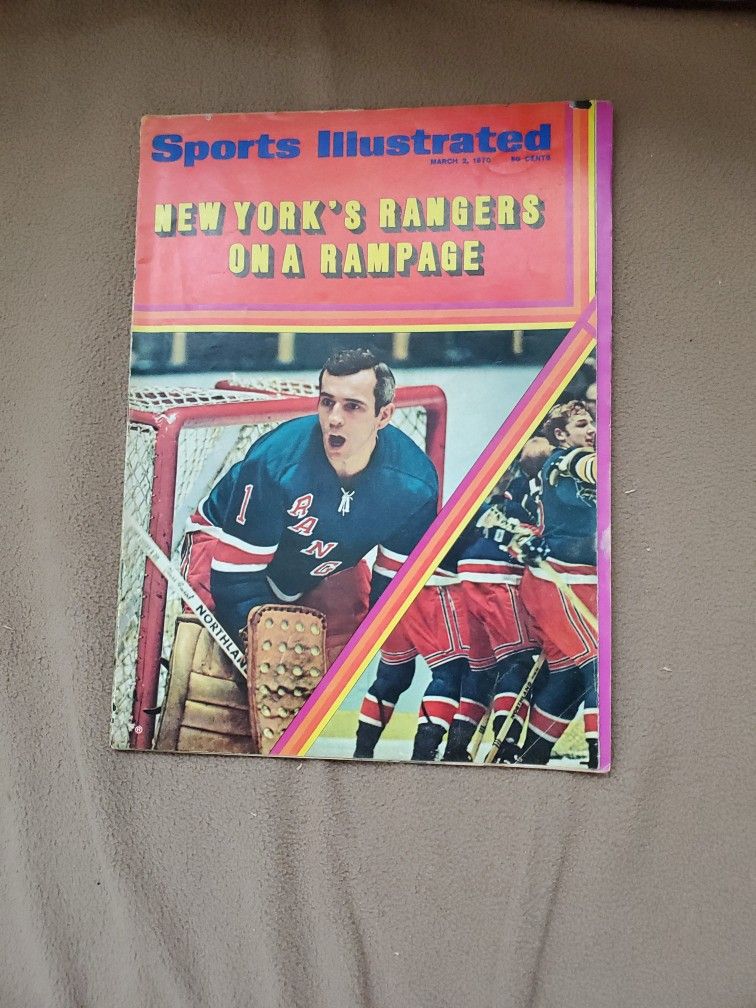 Sports Illustrated
MARCH 2, 1970 50 CENTS
NEW YORK'S RANGERS
ON A RAMPAGE
1
RANG
NORTHLAN
®